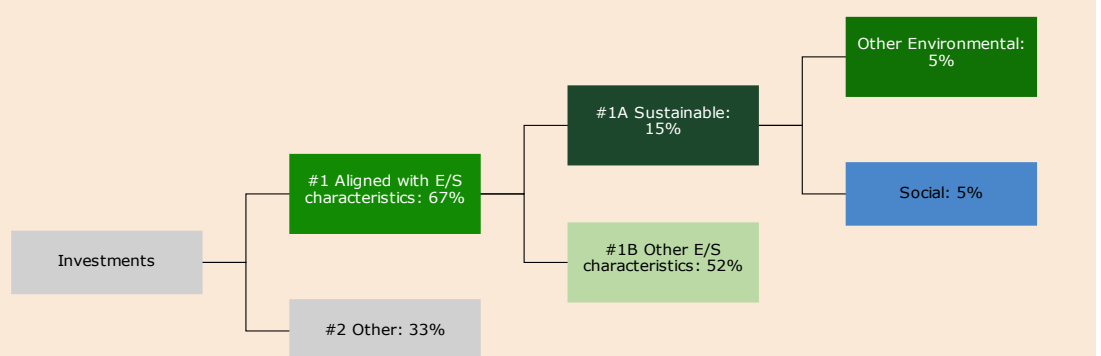 Other Environmental:
5%
#1A Sustainable:
15%
#1 Aligned with E/S
characteristics: 67%
Social: 5%
#1B Other E/S
characteristics: 52%
Investments
#2 Other: 33%